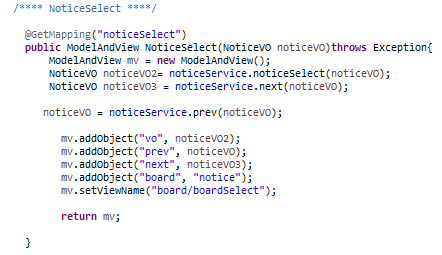 /**** NoticeSelect ****/
@GetMapping("noticeSelect")
public ModelAndView NoticeSelect(NoticeVO noticeVO)throws Exception{
ModelAndView mv = new ModelAndView();
NoticeVO noticeVO2= noticeService.noticeSelect(noticeVO);
NoticeVO noticeVO3 = noticeService.next(noticeVO);
noticeVO = noticeService.prev(noticeVO);
mv.addObject("vo", noticeVO2);
mv.addObject("prev", noticeVO);
mv.addObject("next", noticeVO3);
mv.addObject("board", "notice");
mv.setViewName("board/boardSelect");
return mv;
}